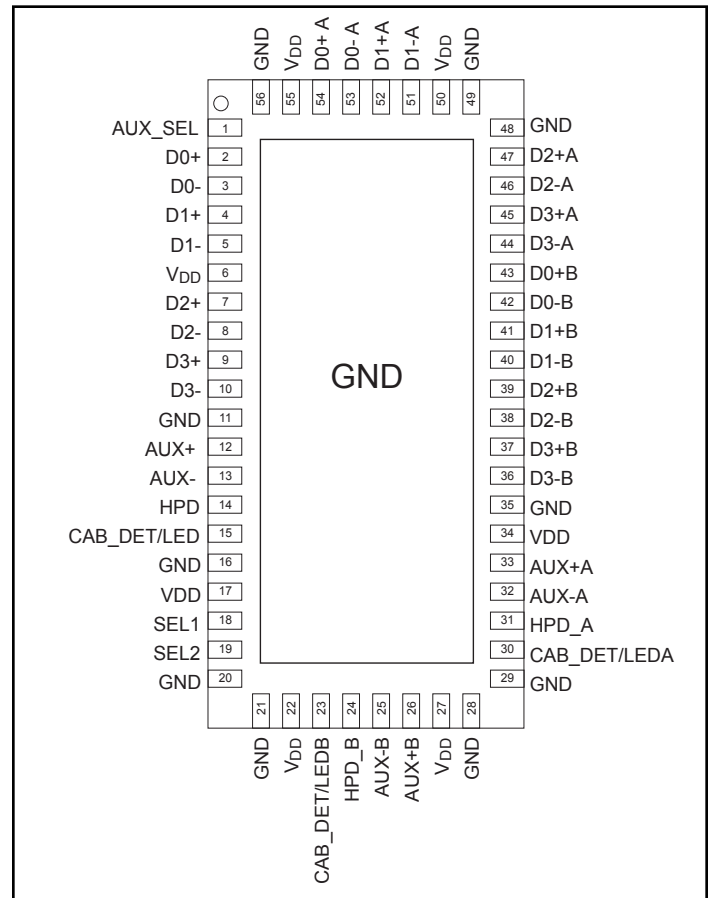 GND
VDD
D0+ A
D0- A
D1+A
D1-A
VDD
GND
56
55
54
53
52
51
50
49
AUX_SEL 1
D0+ 2
D0- 3
D1+ 4
D1- 5
VDD 6
D2+ 7
D2- 8
D3+ 9
D3- 10
GND 11
AUX+ 12
AUX- 13
HPD 14
CAB_DET/LED 15
GND 16
VDD 17
SEL1 18
SEL2 19
GND 20
GND
48 GND
47 D2+A
46 D2-A
45 D3+A
44 D3-A
43 D0+B
42 D0-B
41 D1+B
40 D1-B
39 D2+B
38 D2-B
37 D3+B
36 D3-B
35 GND
34 VDD
33 AUX+A
32 AUX-A
31 HPD_A
30 CAB_DET/LEDA
29 GND
21
22
23
24
25
26
27
28
GND
VDD
CAB_DET/LEDB
HPD_B
AUX-B
AUX+B
VDD
GND